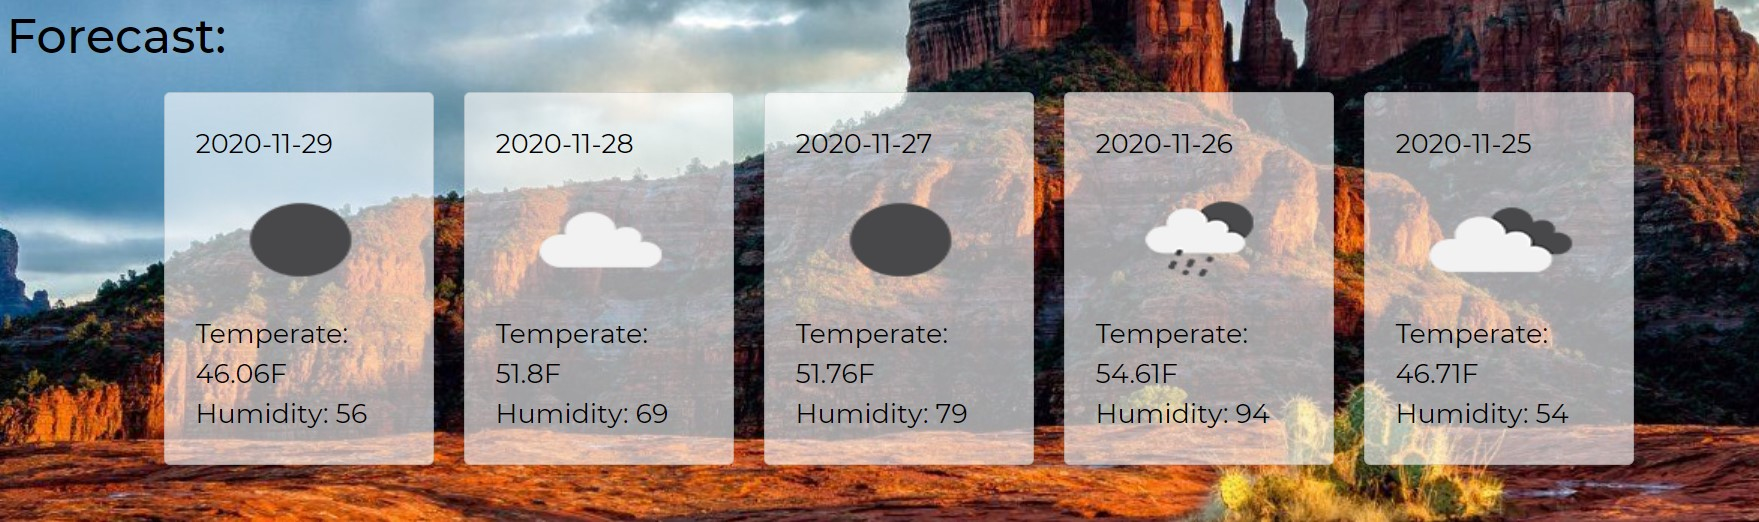 Forecast:
2020-11-29
Temperate:
46.06F
Humidity: 56
2020-11-28
Temperate:
51.8F
Humidity: 69
2020-11-27
Temperate:
51.76F
Humidity: 79
2020-11-26
Temperate:
54.61F
Humidity: 94
2020-11-25
Temperate:
46.71F
Humidity: 54